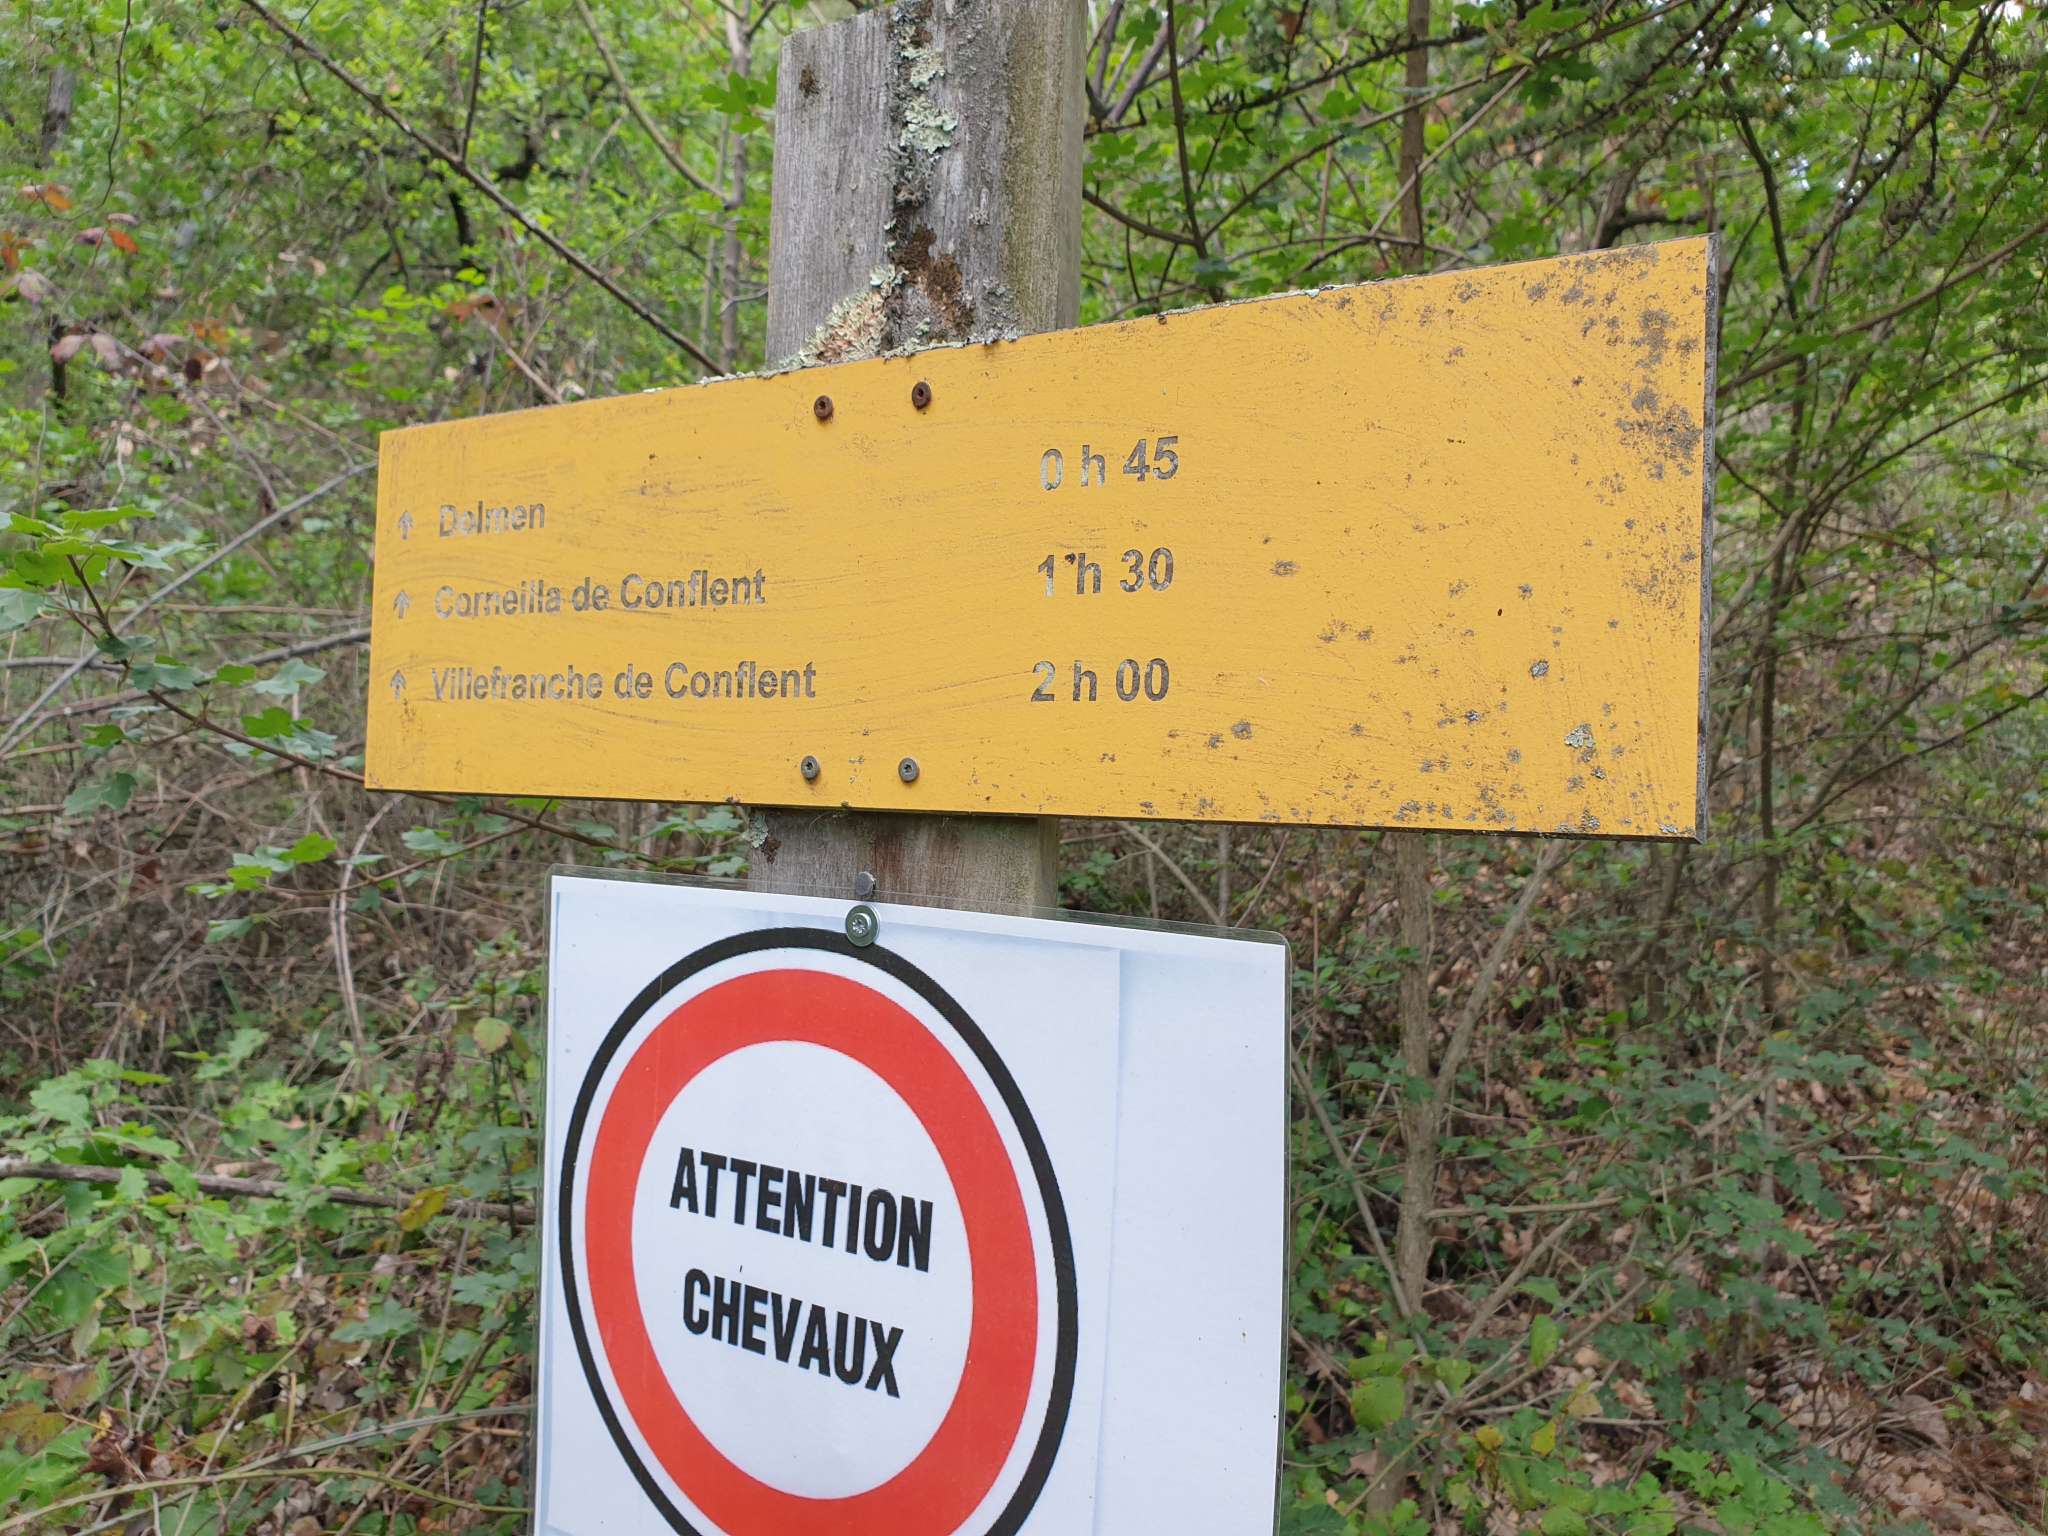 ↑ Dolmen 0 h 45
↑ Corneilla de Conflent 1 h 30
↑ Villefranche de Conflent 2 h 00
ATTENTION
CHEVAUX